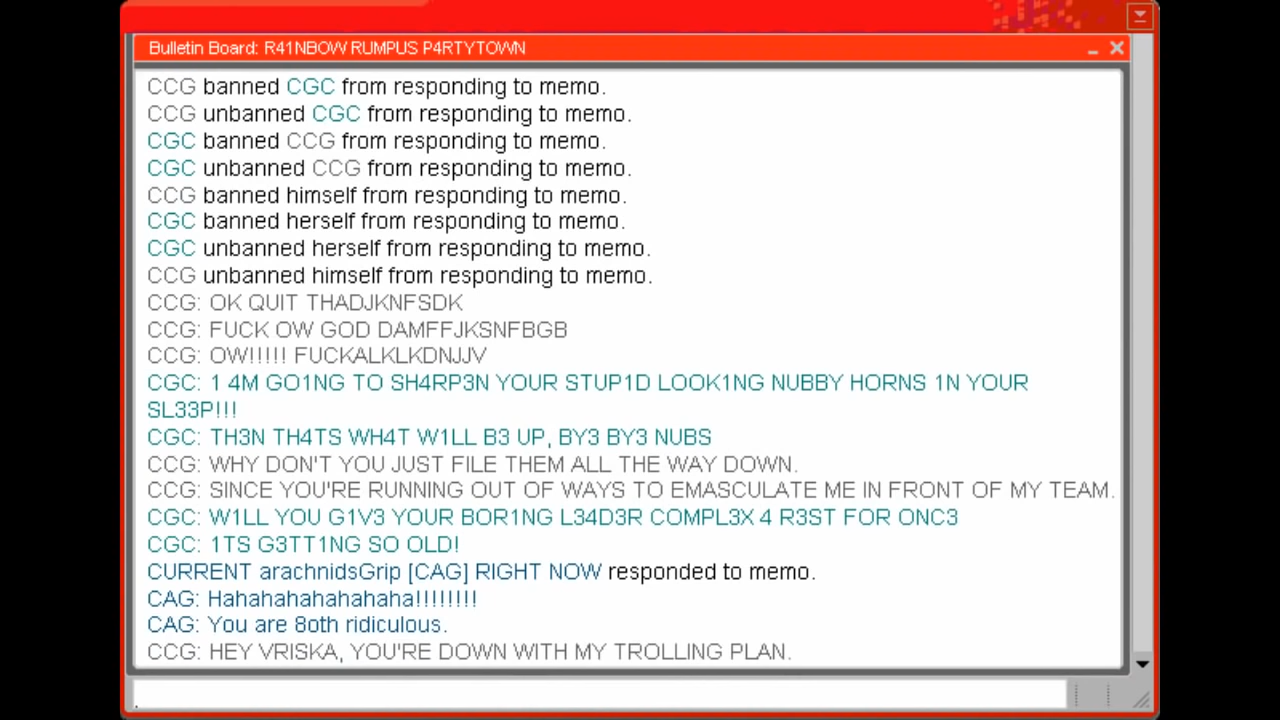 Bulletin Board: R41NBOW RUMPUS P4RTYTOWN
CCG banned CGC from responding to memo.
CCG unbanned CGC from responding to memo.
CGC banned CCG from responding to memo.
CGC unbanned CCG from responding to memo.
CCG banned himself from responding to memo.
CGC banned herself from responding to memo.
CGC unbanned herself from responding to memo.
CCG unbanned himself from responding to memo.
CCG: OK QUIT THADJKNFSDK
CCG: FUCK OW GOD DAMFFJKSNFBGB
CCG: OW!!!!! FUCKALKLKDNJJV
CGC: 1 4M GO1NG TO SH4RP3N YOUR STUP1D LOOK1NG NUBBY HORNS 1N YOUR
SL33P!!!
CGC: TH3N TH4TS WH4T W1LL B3 UP, BY3 BY3 NUBS
CCG: WHY DON'T YOU JUST FILE THEM ALL THE WAY DOWN.
CCG: SINCE YOU'RE RUNNING OUT OF WAYS TO EMASCULATE ME IN FRONT OF MY TEAM.
CGC: W1LL YOU G1V3 YOUR BOR1NG L34D3R COMPL3X 4 R3ST FOR ONC3
CGC: 1TS G3TT1NG SO OLD!
CURRENT arachnidsGrip [CAG] RIGHT NOW responded to memo.
CAG: Hahahahahahahaha!!!!!!!!
CAG: You are 8oth ridiculous.
CCG: HEY VRISKA, YOU'RE DOWN WITH MY TROLLING PLAN.